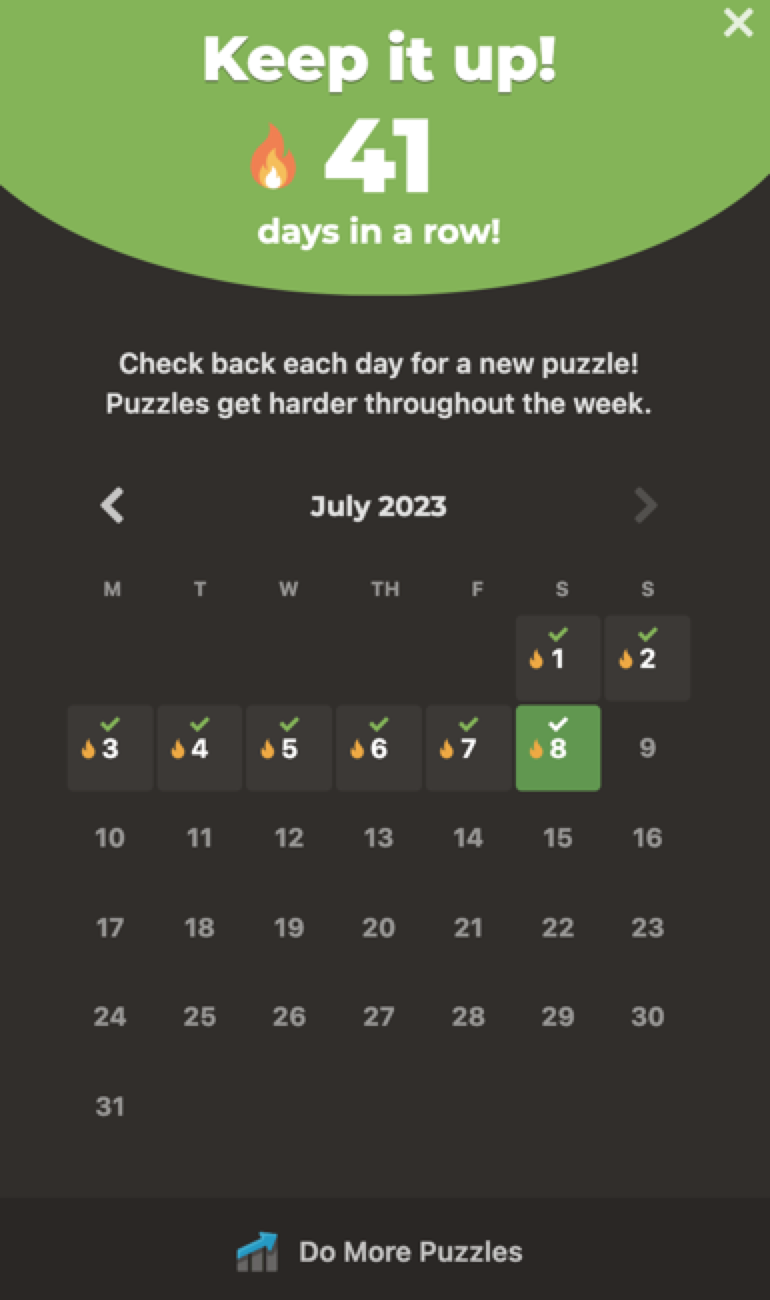 Keep it up!
41
days in a row!
Check back each day for a new puzzle!
Puzzles get harder throughout the week.
July 2023
M T W TH F S S
1 2
3 4 5 6 7 8 9
10 11 12 13 14 15 16
17 18 19 20 21 22 23
24 25 26 27 28 29 30
31
Do More Puzzles